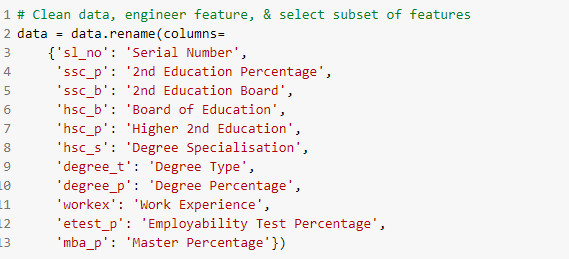 1 # Clean data, engineer feature, & select subset of features
2 data = data.rename(columns=
3 {'sl_no': 'Serial Number',
4 'ssc_p': '2nd Education Percentage',
5 'ssc_b': '2nd Education Board',
6 'hsc_b': 'Board of Education',
7 'hsc_p': 'Higher 2nd Education',
8 'hsc_s': 'Degree Specialisation',
9 'degree_t': 'Degree Type',
10 'degree_p': 'Degree Percentage',
11 'workex': 'Work Experience',
12 'etest_p': 'Employability Test Percentage',
13 'mba_p': 'Master Percentage'})